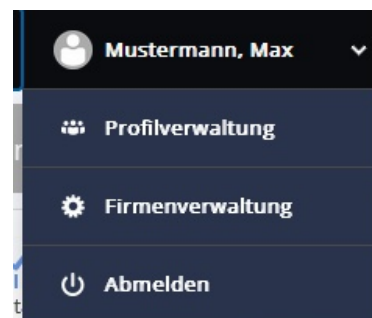 Mustermann, Max
Profilverwaltung
Firmenverwaltung
Abmelden